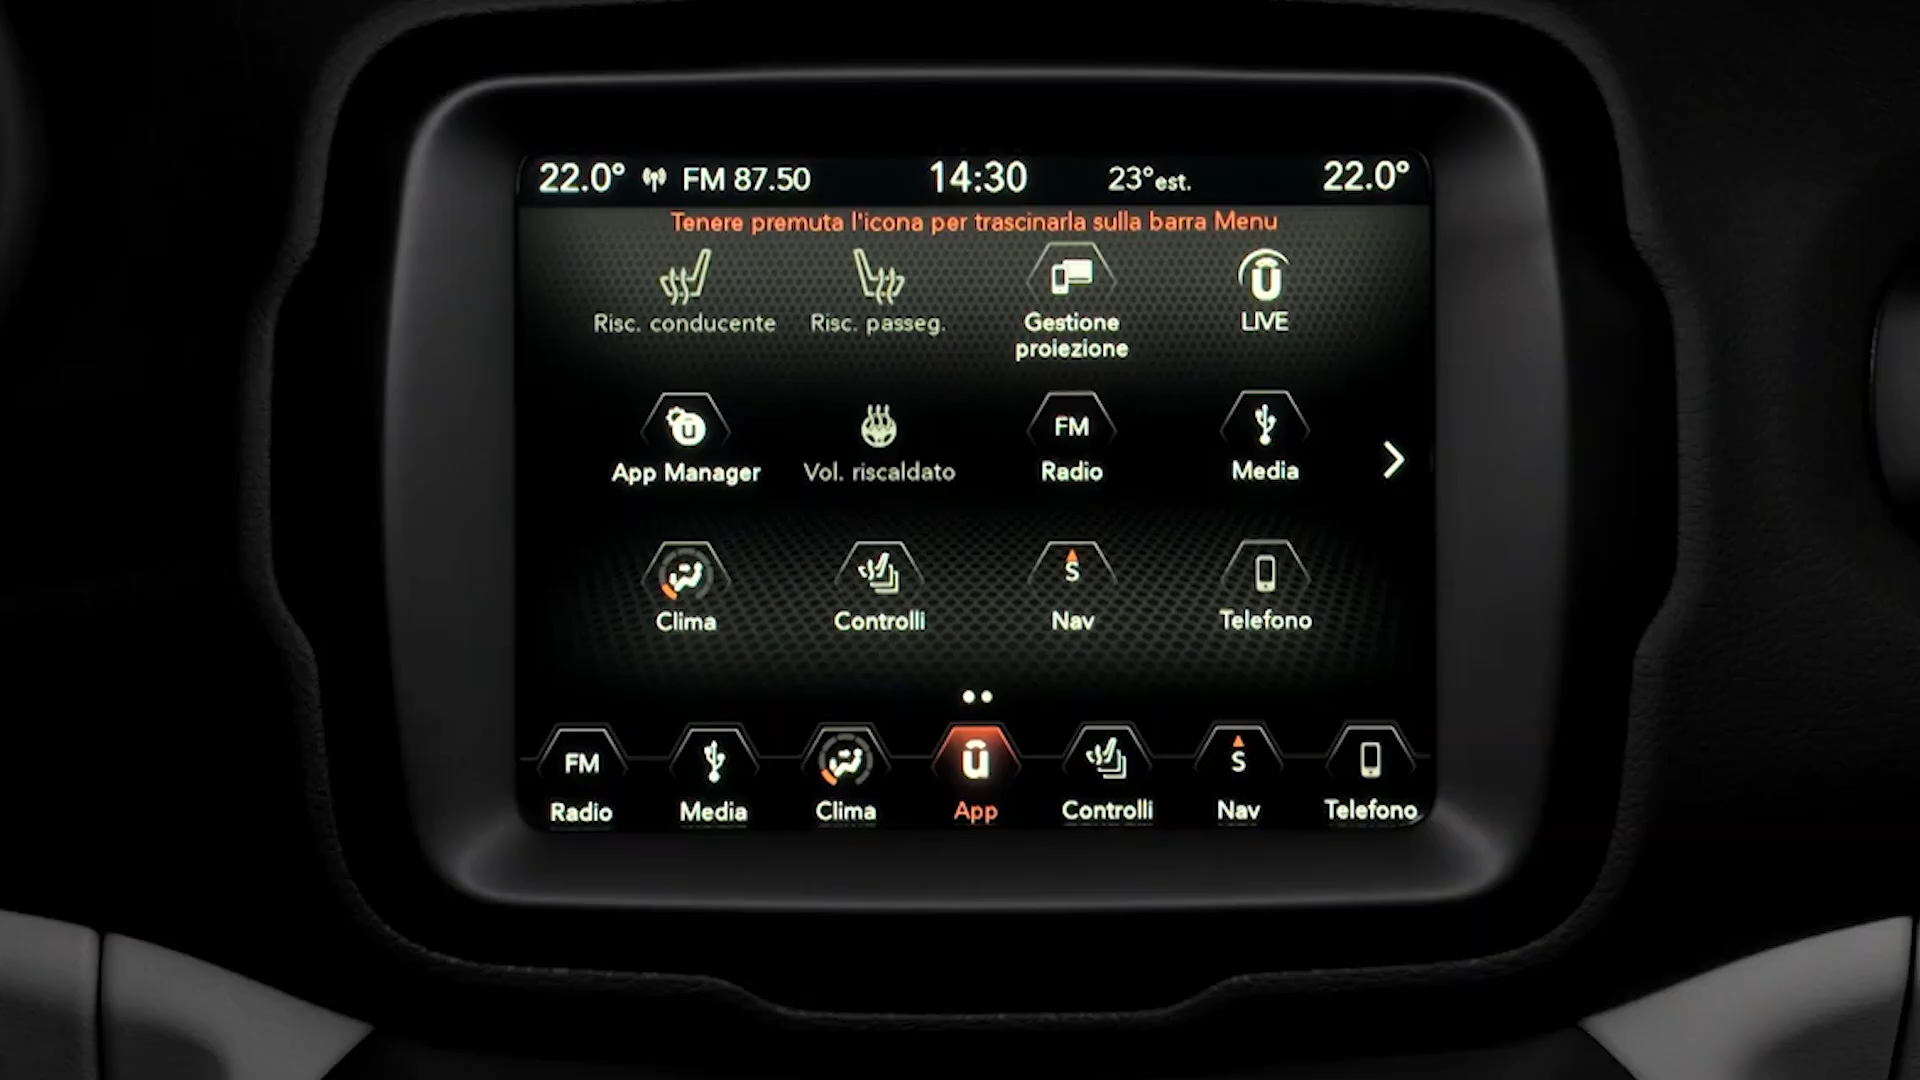 22.0° FM 87.50 14:30 23°est. 22.0°
Tenere premuta l'icona per trascinarla sulla barra Menu
Risc. conducente Risc. passeg. Gestione proiezione LIVE
App Manager Vol. riscaldato FM Radio Media
Clima Controlli S Nav Telefono
FM S
Radio Media Clima App Controlli Nav Telefono